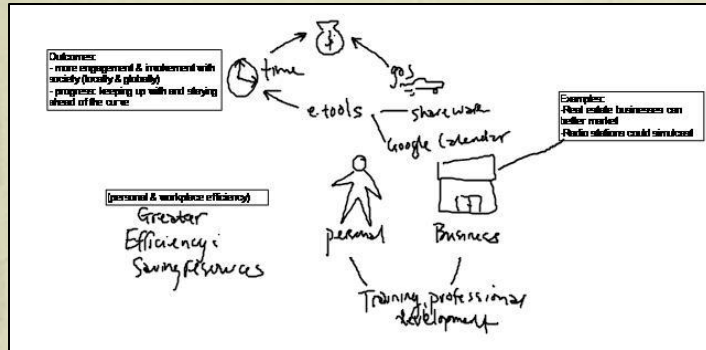 Outcomes:
- more engagement & involvement with
society (locally & globally)
- progress: keeping up with and staying
ahead of the curve
time
$
gas
e-tools
share work
Google Calendar
Examples:
-Real estate businesses can
better market
-Radio stations could simulcast
(personal & workplace efficiency)
Greater
Efficiency:
Saving Resources
personal
Business
Training, professional
development